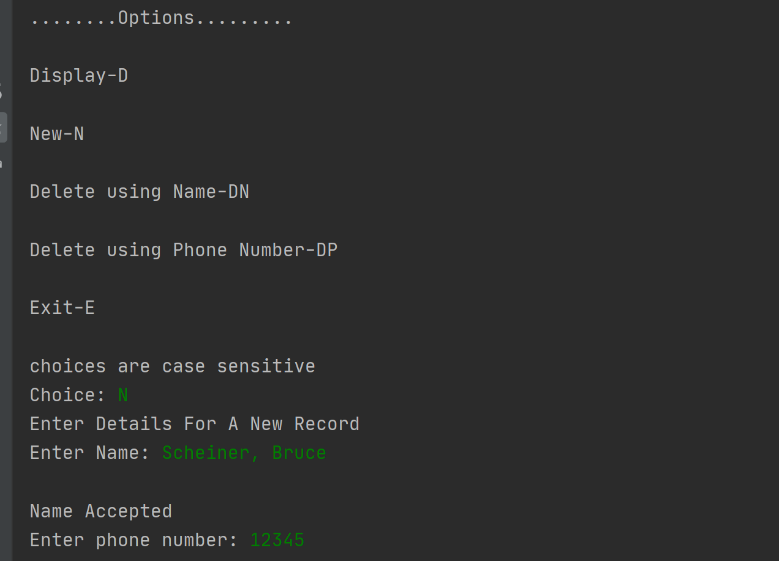 ........Options.........
Display-D
New-N
Delete using Name-DN
Delete using Phone Number-DP
Exit-E
choices are case sensitive
Choice: N
Enter Details For A New Record
Enter Name: Scheiner, Bruce
Name Accepted
Enter phone number: 12345